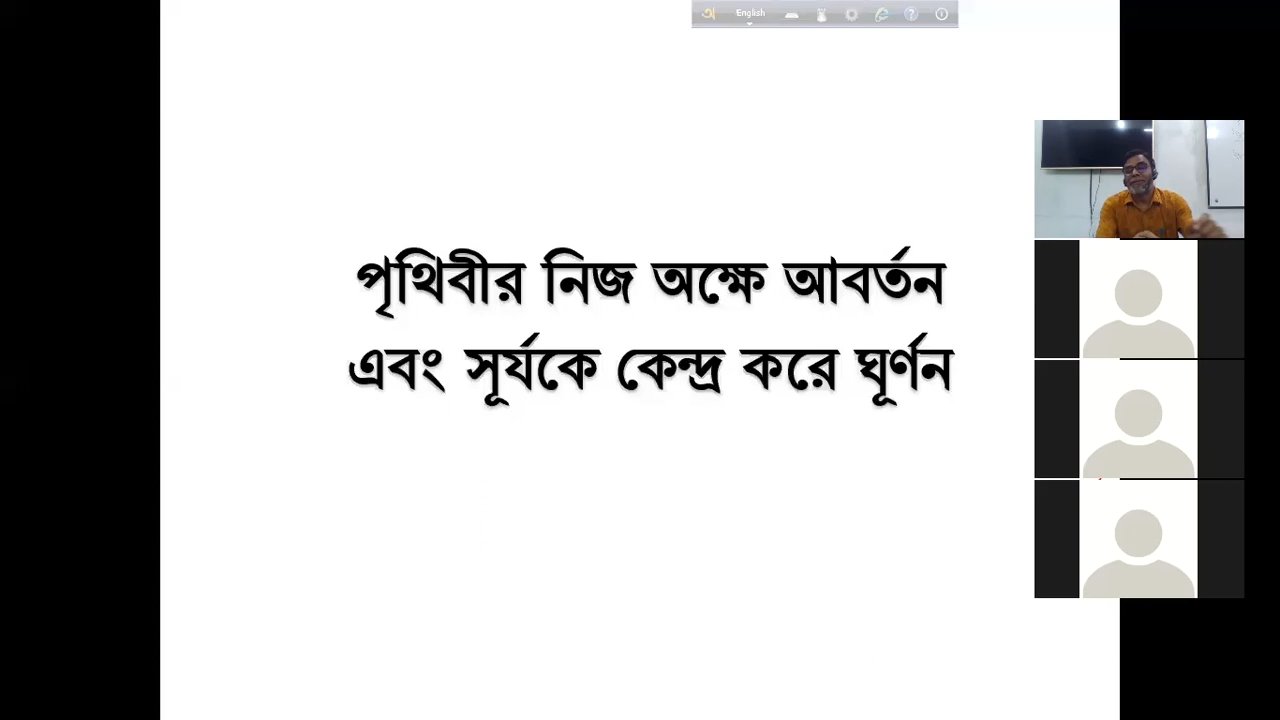 অ English
পৃথিবীর নিজ অক্ষে আবর্তন
এবং সূর্যকে কেন্দ্র করে ঘূর্ণন